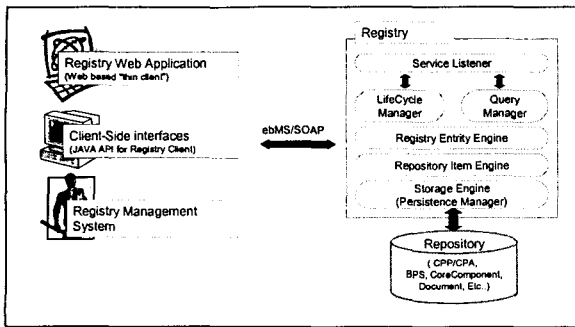 Registry Web Application
(Web based "thin client")
Client-Side interfaces
(JAVA API for Registry Client)
Registry Management
System
ebMS/SOAP
Registry
Service Listener
LifeCycle
Manager
Query
Manager
Registry Entity Engine
Repository Item Engine
Storage Engine
(Persistence Manager)
Repository
( CPP/CPA,
BPS, CoreComponent,
Document, Etc..)